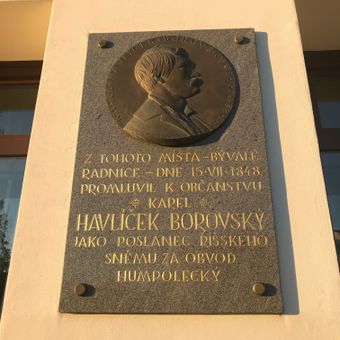 Z TOHOTO MÍSTA-BÝVALÉ
RADNICE - DNE 15·VII·1848
PROMLUVIL K OBČANSTVU
KAREL
HAVLÍČEK BOROVSKÝ
JAKO POSLANEC ŘÍŠSKÉHO
SNĚMU ZA OBVOD
HUMPOLECKÝ